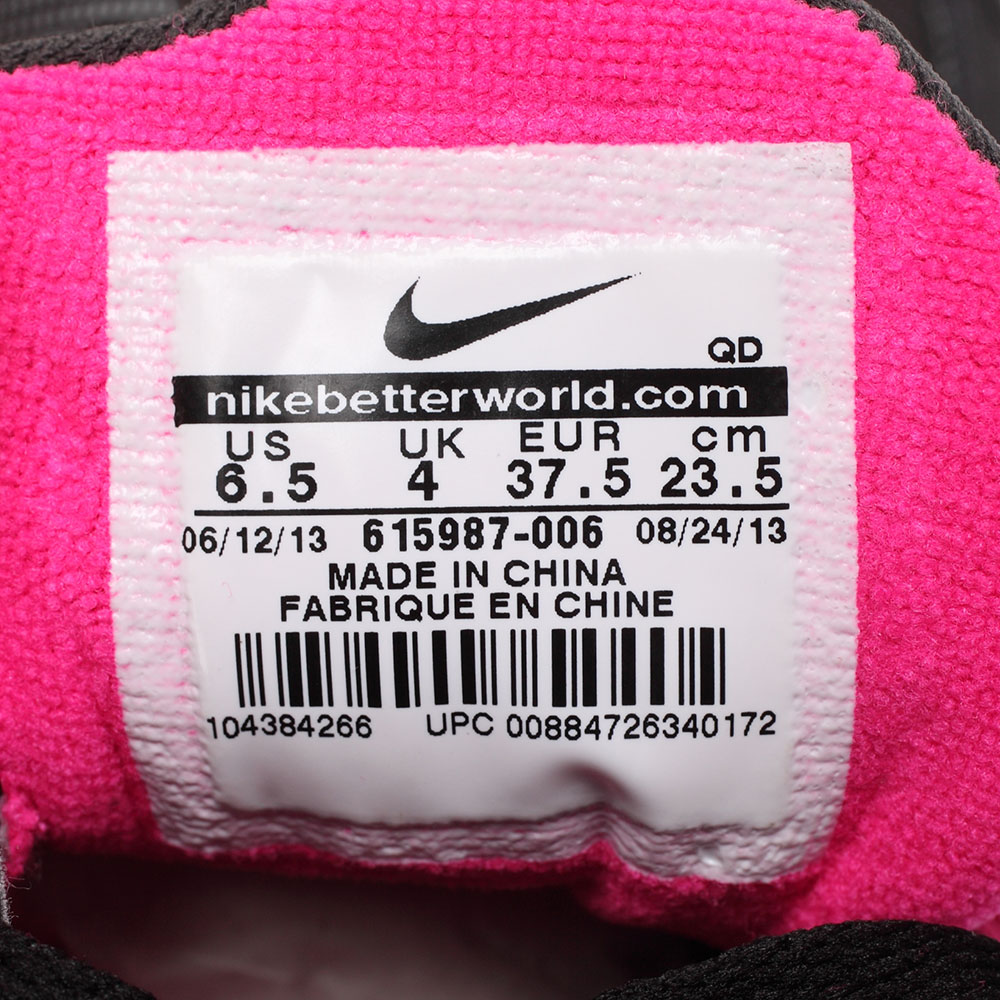 QD
nikebetterworld.com
US UK EUR cm
6.5 4 37.5 23.5
06/12/13 615987-006 08/24/13
MADE IN CHINA
FABRIQUE EN CHINE
104384266 UPC 00884726340172